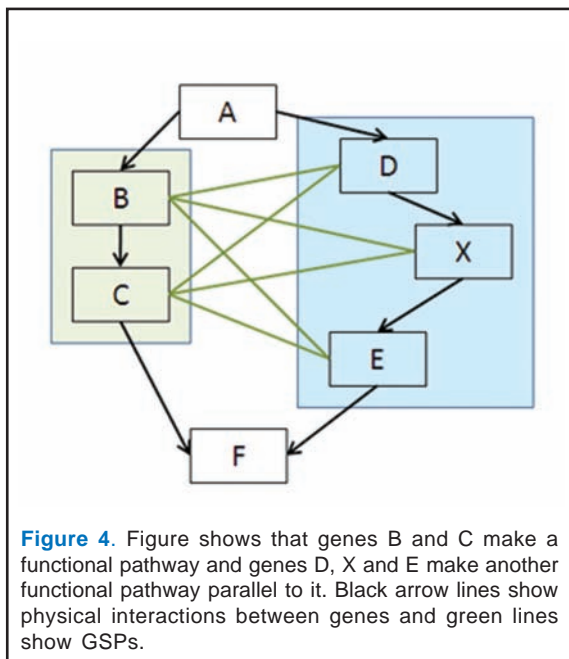 A
D
B
X
C
E
F
Figure 4. Figure shows that genes B and C make a
functional pathway and genes D, X and E make another
functional pathway parallel to it. Black arrow lines show
physical interactions between genes and green lines
show GSPs.